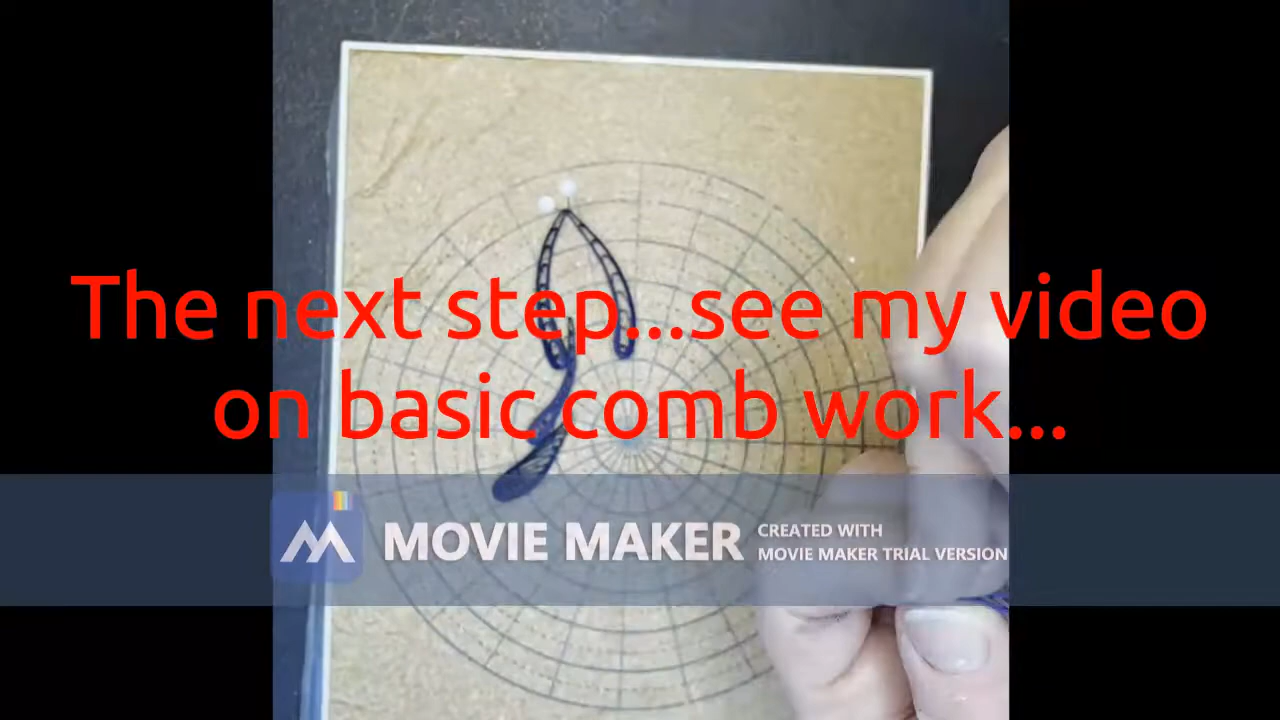 The next step...see my video
on basic comb work...
MOVIE MAKER
CREATED WITH
MOVIE MAKER TRIAL VERSION